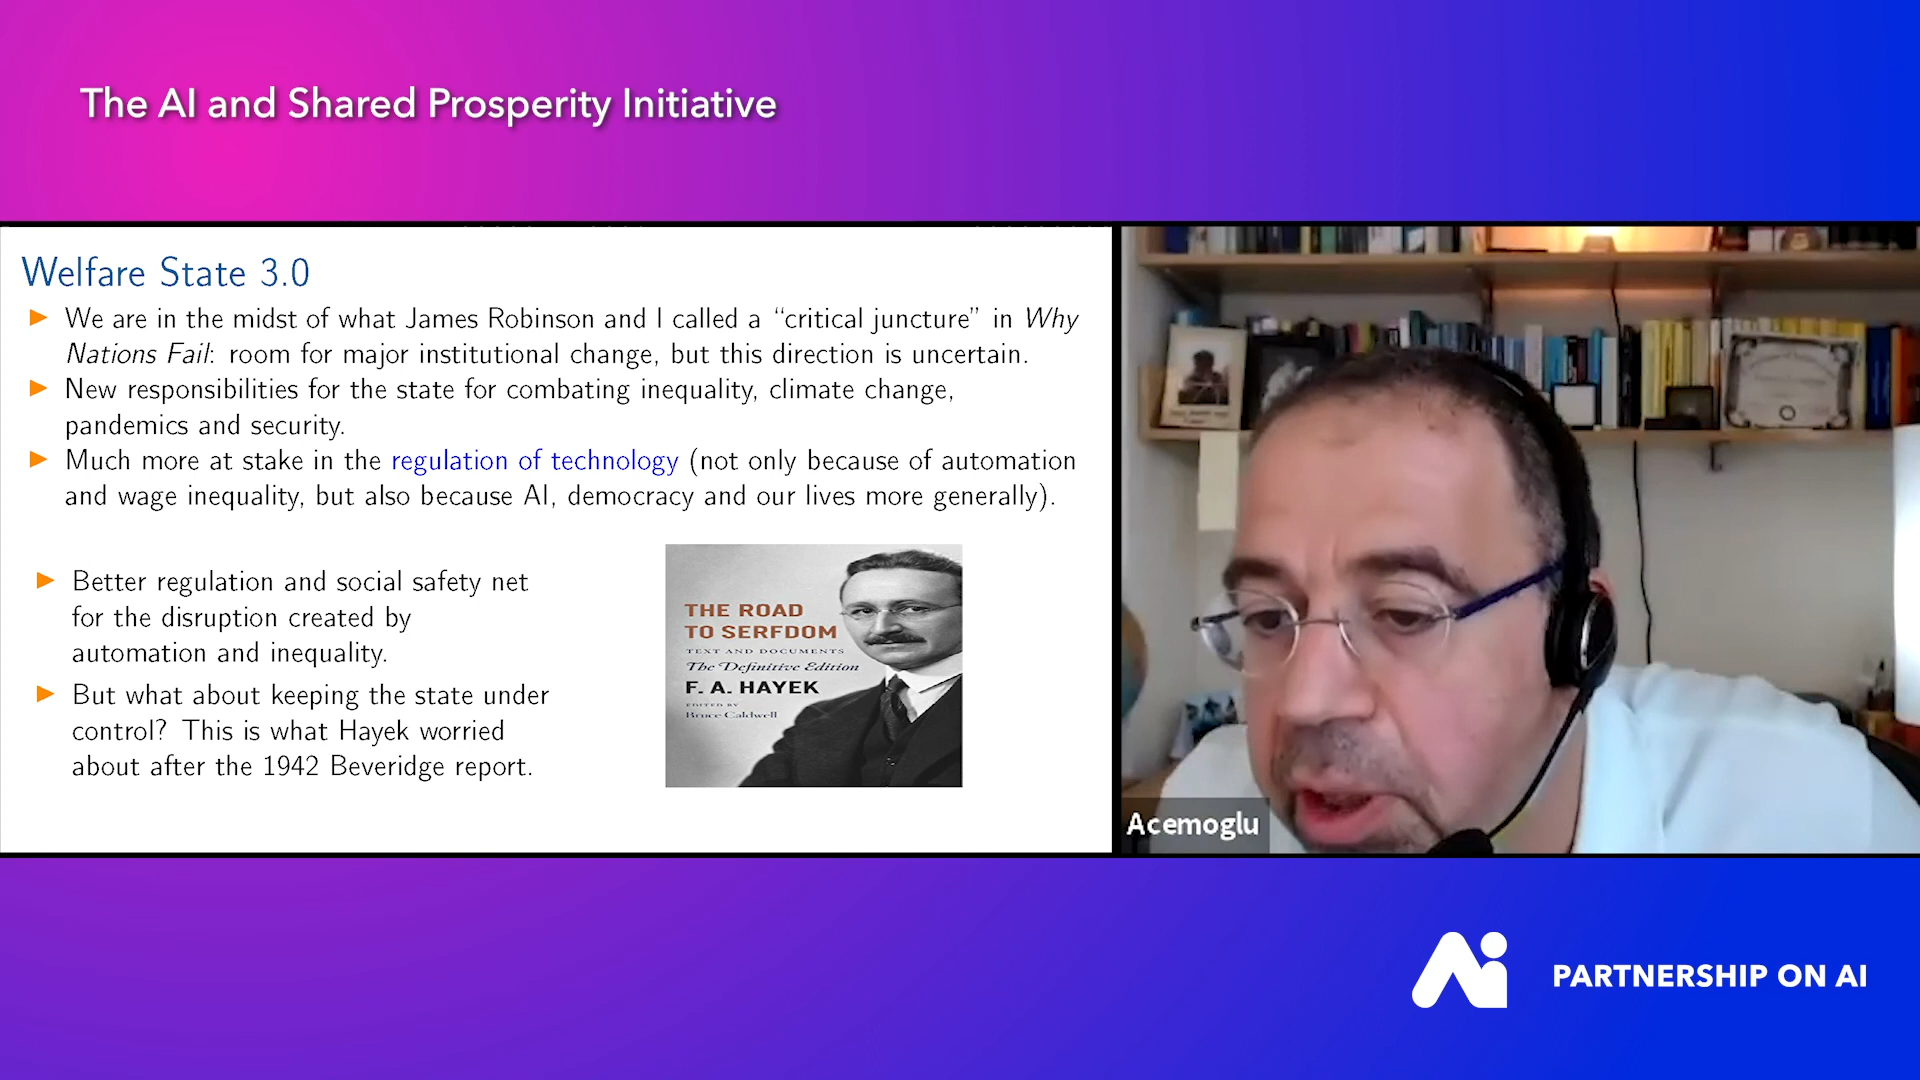 The AI and Shared Prosperity Initiative
Welfare State 3.0
▶ We are in the midst of what James Robinson and I called a “critical juncture” in Why
Nations Fail: room for major institutional change, but this direction is uncertain.
▶ New responsibilities for the state for combating inequality, climate change,
pandemics and security.
▶ Much more at stake in the regulation of technology (not only because of automation
and wage inequality, but also because AI, democracy and our lives more generally).
▶ Better regulation and social safety net
for the disruption created by
automation and inequality.
▶ But what about keeping the state under
control? This is what Hayek worried
about after the 1942 Beveridge report.
THE ROAD
TO SERFDOM
TEXT AND DOCUMENTS
The Definitive Edition
F. A. HAYEK
EDITED BY
Bruce Caldwell
Acemoglu
PARTNERSHIP ON AI